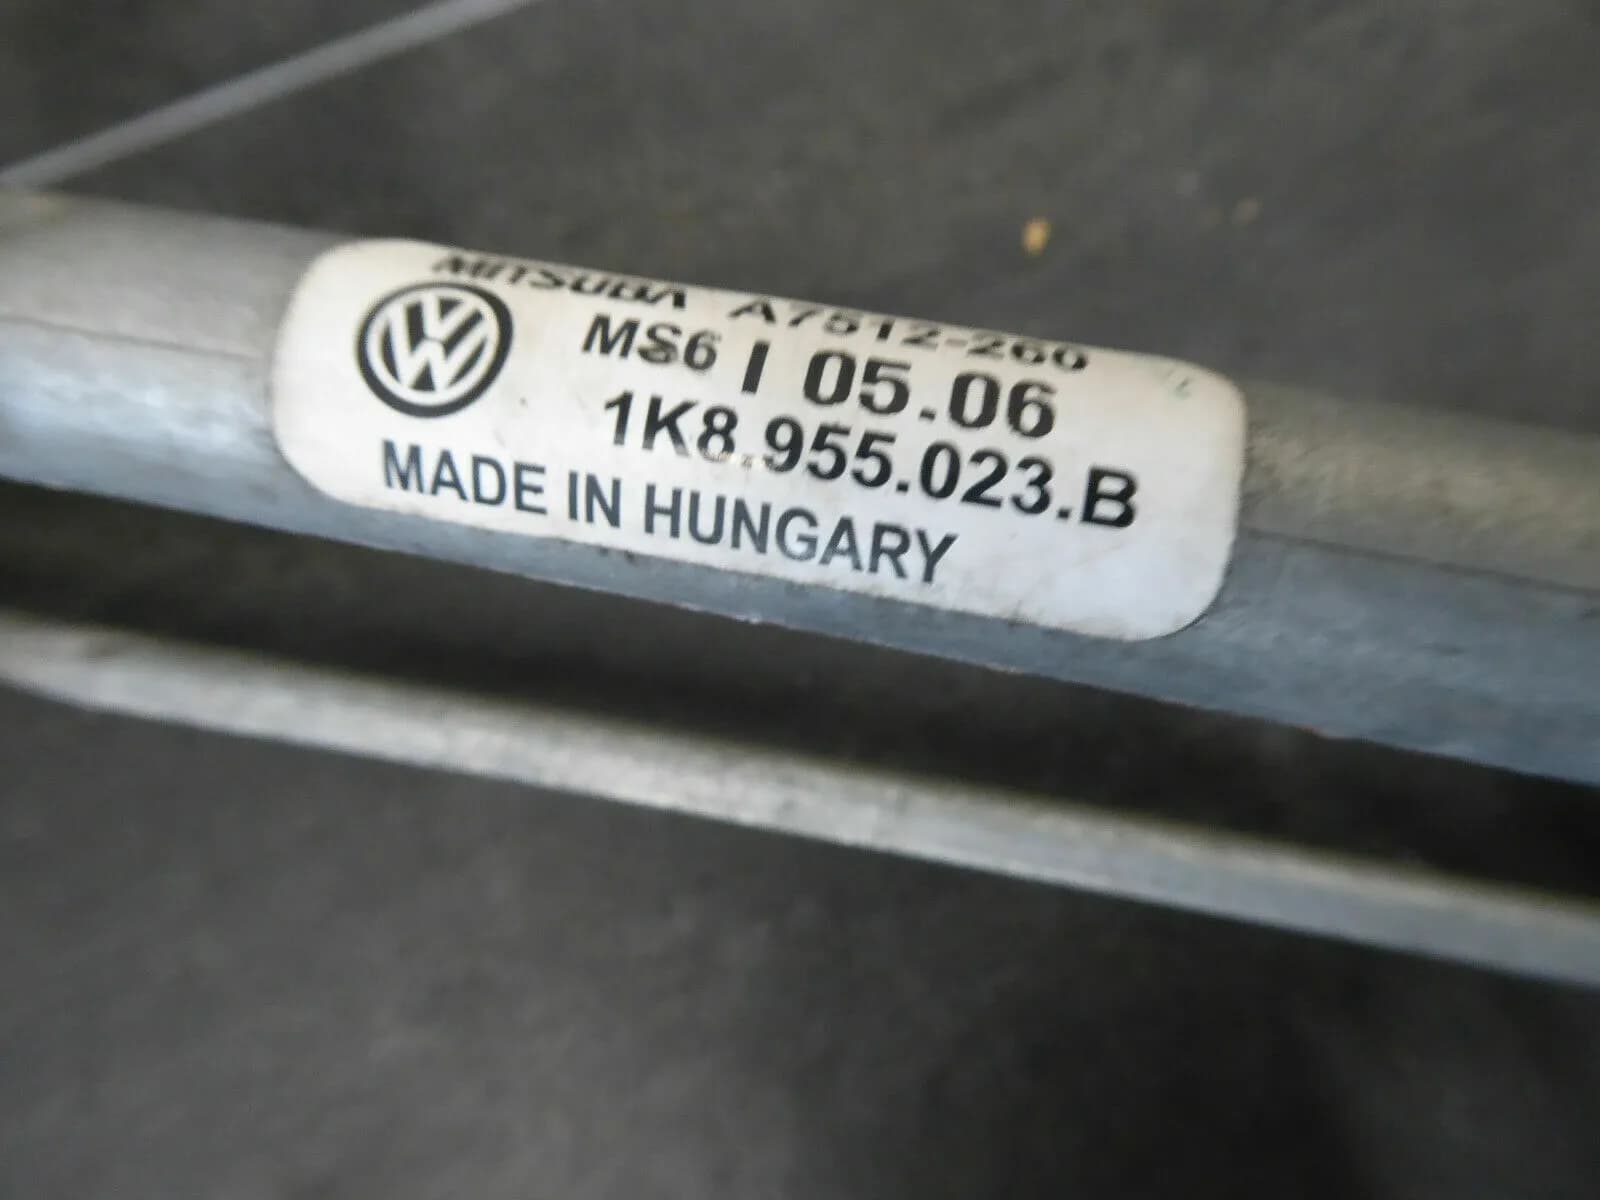 MITSUBA A7512-260
MS6 I 05.06
1K8.955.023.B
MADE IN HUNGARY